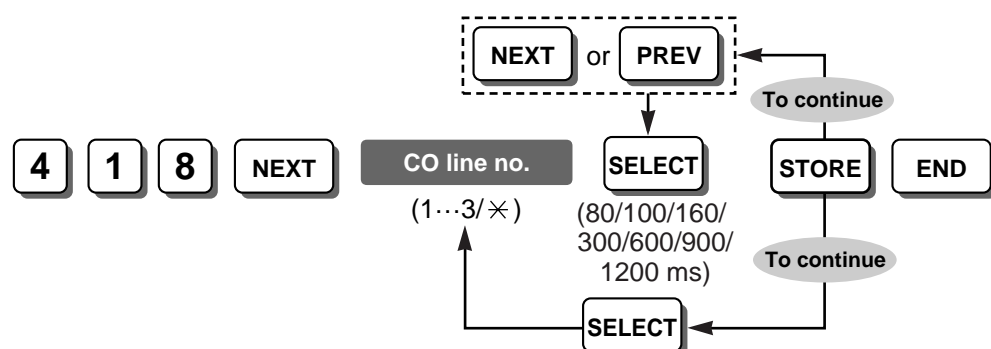 NEXT or PREV
To continue
4 1 8 NEXT CO line no. SELECT STORE END
(1···3/✳)
(80/100/160/
300/600/900/
1200 ms)
To continue
SELECT